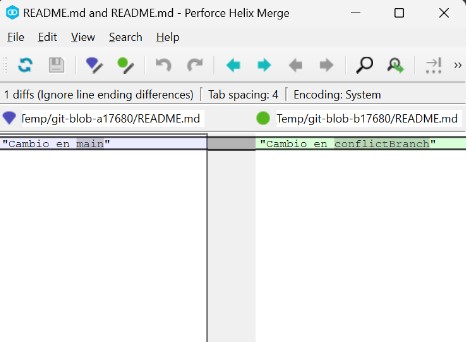 README.md and README.md - Perforce Helix Merge
File Edit View Search Help
1 diffs (Ignore line ending differences) Tab spacing: 4 Encoding: System
Temp/git-blob-a17680/README.md Temp/git-blob-b17680/README.md
"Cambio en main" "Cambio en conflictBranch"